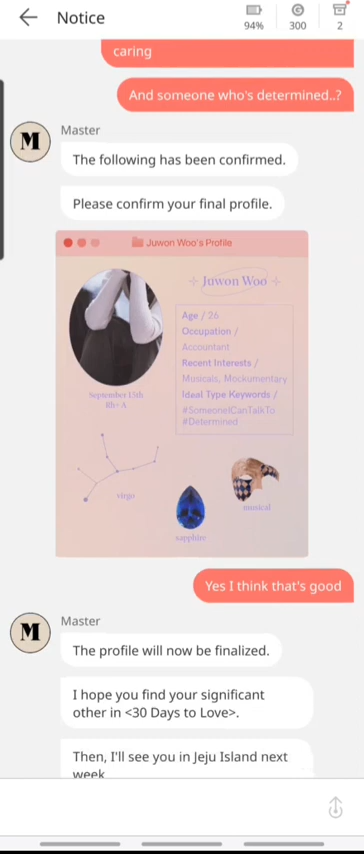 Notice
94%
300
2
caring
And someone who's determined..?
M
Master
The following has been confirmed.
Please confirm your final profile.
Juwon Woo's Profile
Juwon Woo
Age / 26
Occupation /
Accountant
Recent Interests /
Musicals, Mockumentary
Ideal Type Keywords /
#SomeoneICanTalkTo
#Determined
September 15th
Rh+ A
virgo
musical
sapphire
Yes I think that's good
M
Master
The profile will now be finalized.
I hope you find your significant
other in <30 Days to Love>.
Then, I'll see you in Jeju Island next
week